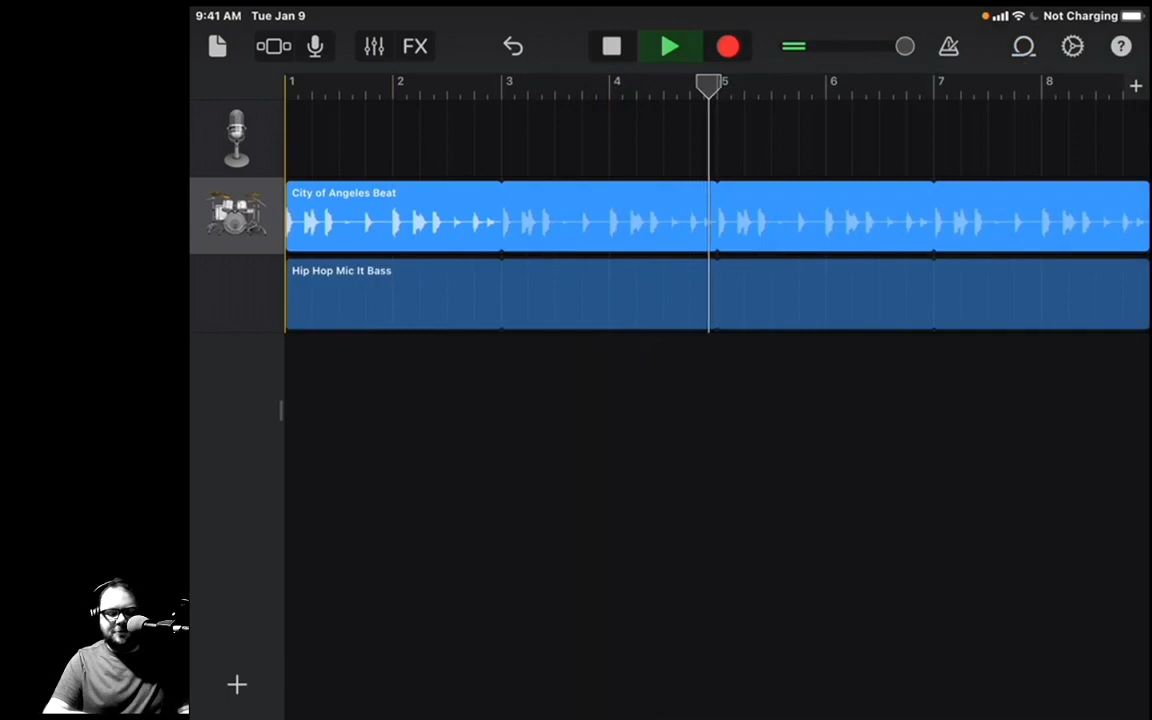 9:41 AM Tue Jan 9 Not Charging
FX
1 2 3 4 5 6 7 8
City of Angeles Beat
Hip Hop Mic It Bass